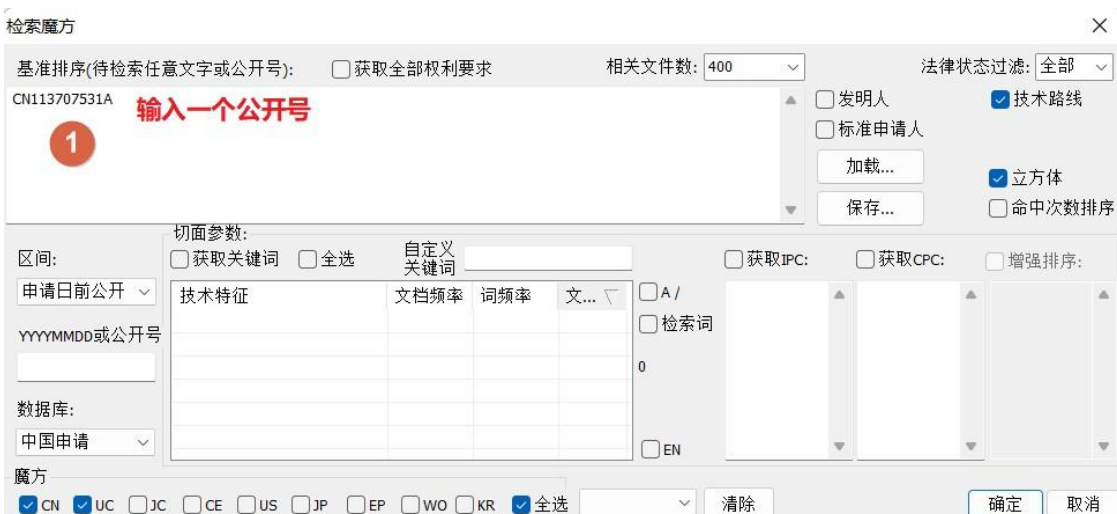 检索魔方
基准排序(待检索任意文字或公开号): 获取全部权利要求 相关文件数: 400 法律状态过滤: 全部
CN113707531A 输入一个公开号 发明人 技术路线
1 标准申请人
加载... 立方体
保存... 命中次数排序
切面参数:
区间: 获取关键词 全选 自定义关键词 获取IPC: 获取CPC: 增强排序:
申请日前公开 技术特征 文档频率 词频率 文... A /
检索词
YYYYMMDD或公开号
0
数据库:
中国申请 EN
魔方
CN UC JC CE US JP EP WO KR 全选 清除 确定 取消